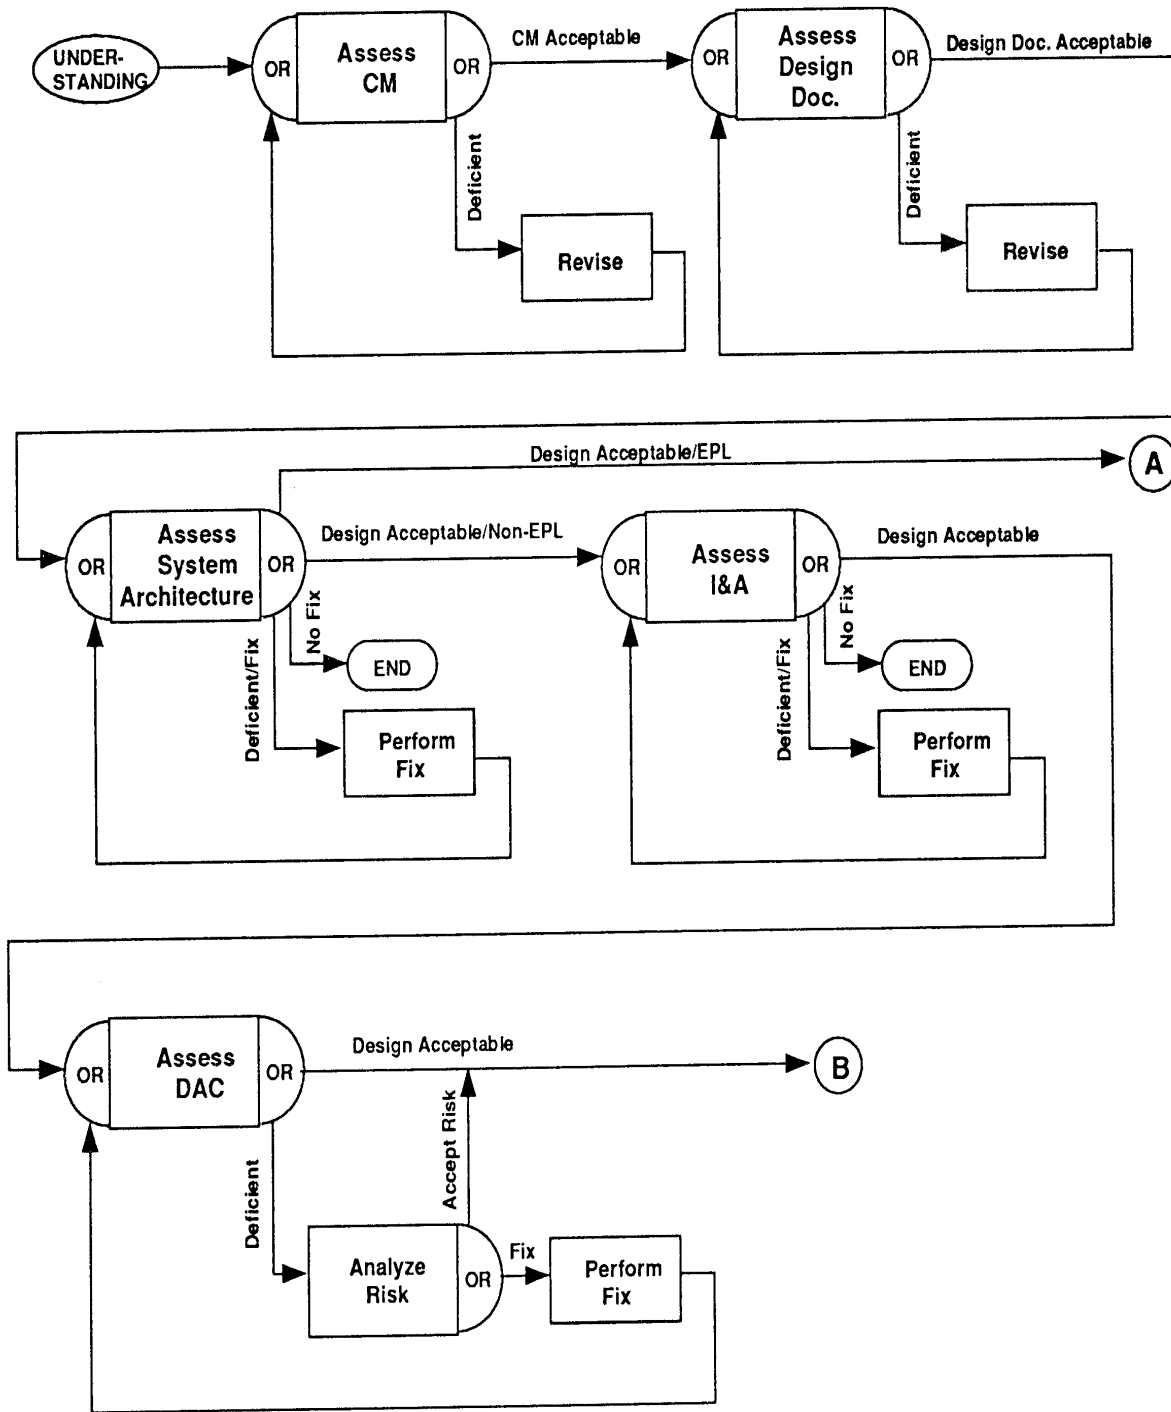 UNDER-
STANDING
OR
Assess
CM
OR
CM Acceptable
OR
Assess
Design
Doc.
OR
Design Doc. Acceptable
Deficient
Revise
Deficient
Revise
Design Acceptable/EPL
A
OR
Assess
System
Architecture
OR
Design Acceptable/Non-EPL
OR
Assess
I&A
OR
Design Acceptable
No Fix
END
Deficient/Fix
Perform
Fix
No Fix
END
Deficient/Fix
Perform
Fix
OR
Assess
DAC
OR
Design Acceptable
B
Accept Risk
Deficient
Analyze
Risk
OR
Fix
Perform
Fix